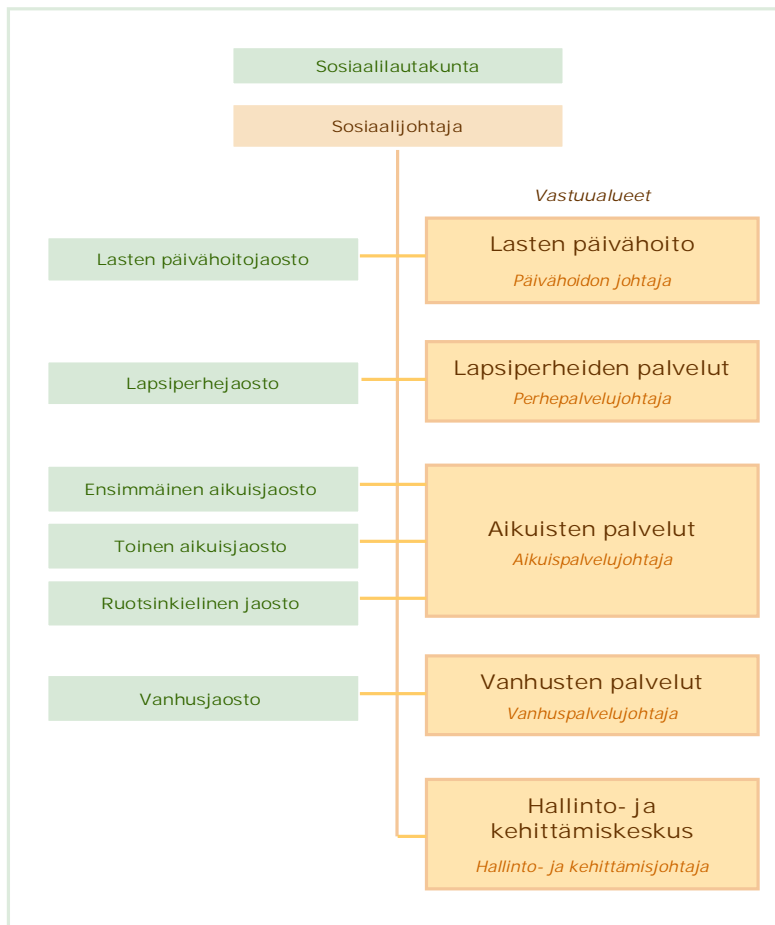 Sosiaalilautakunta
Sosiaalijohtaja
Vastuualueet
Lasten päivähoitojaosto
Lasten päivähoito
Päivähoidon johtaja
Lapsiperhejaosto
Lapsiperheiden palvelut
Perhepalvelujohtaja
Ensimmäinen aikuisjaosto
Toinen aikuisjaosto
Ruotsinkielinen jaosto
Aikuisten palvelut
Aikuispalvelujohtaja
Vanhusjaosto
Vanhusten palvelut
Vanhuspalvelujohtaja
Hallinto- ja
kehittämiskeskus
Hallinto- ja kehittämisjohtaja